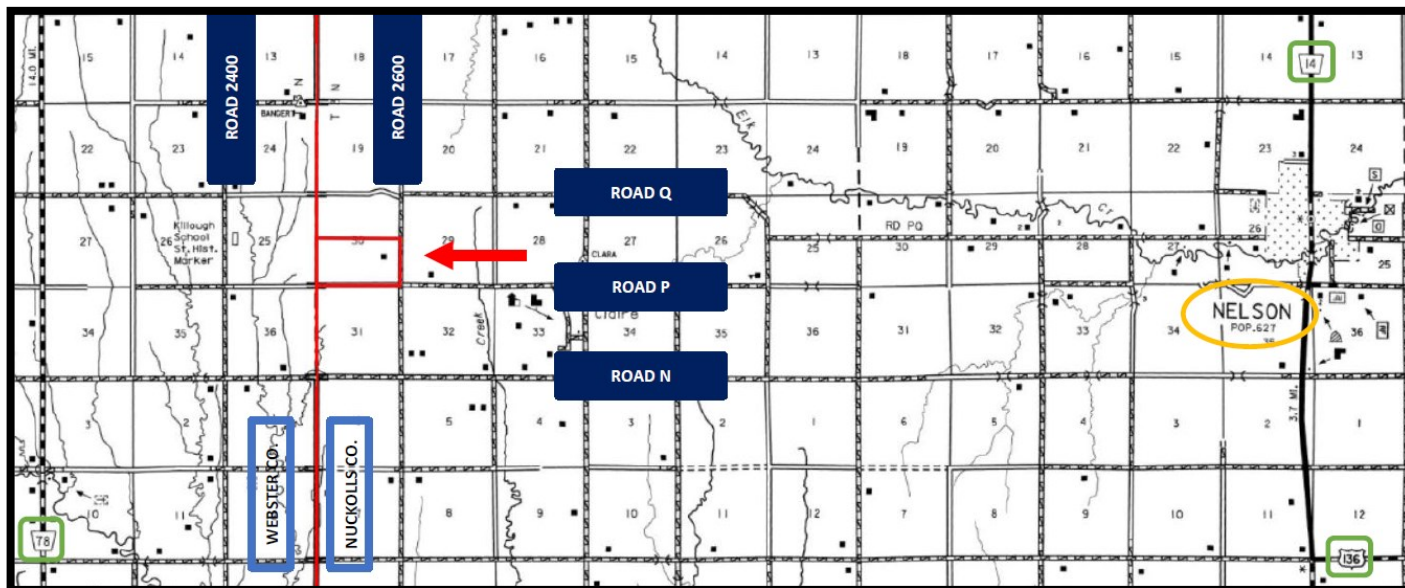 ROAD 2400
ROAD 2600
15 14 13 18 17 16 15 14 13 18 17 16 15 14 13
14.0 MI.
14
T 3 N
BANGERT
Elk
22 23 24 19 20 21 22 23 24 19 20 21 22 23 24
S
ROAD Q
Killough
School
St. Hist.
Marker
27 26 25 30 29 28 27 26 25 30 29 28 27 26 25
RD PQ
Cr
CLARA
ROAD P
34 35 36 31 32 33 34 35 36 31 32 33 34 35 36
Creek
Claire
NELSON
POP. 627
ROAD N
3 2 5 4 3 2 1 6 5 4 3 2 1
3.7 MI.
WEBSTER CO.
NUCKOLLS CO.
10 11 7 8 9 10 11 12 7 8 9 10 11 12
78
136